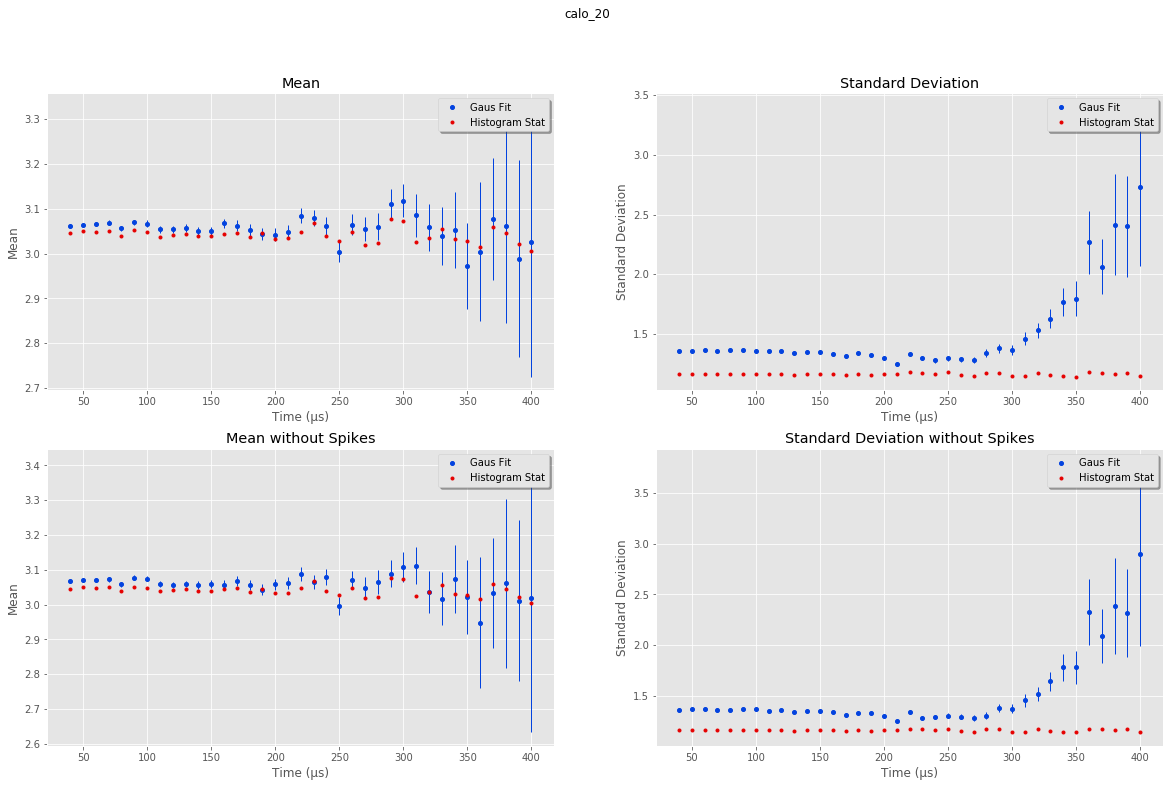 calo_20
Mean
Gaus Fit
Histogram Stat
3.3
3.2
3.1
3.0
2.9
2.8
2.7
Mean
50 100 150 200 250 300 350 400
Time (μs)
Standard Deviation
Gaus Fit
Histogram Stat
3.5
3.0
2.5
2.0
1.5
Standard Deviation
50 100 150 200 250 300 350 400
Time (μs)
Mean without Spikes
Gaus Fit
Histogram Stat
3.4
3.3
3.2
3.1
3.0
2.9
2.8
2.7
2.6
Mean
50 100 150 200 250 300 350 400
Time (μs)
Standard Deviation without Spikes
Gaus Fit
Histogram Stat
3.5
3.0
2.5
2.0
1.5
Standard Deviation
50 100 150 200 250 300 350 400
Time (μs)